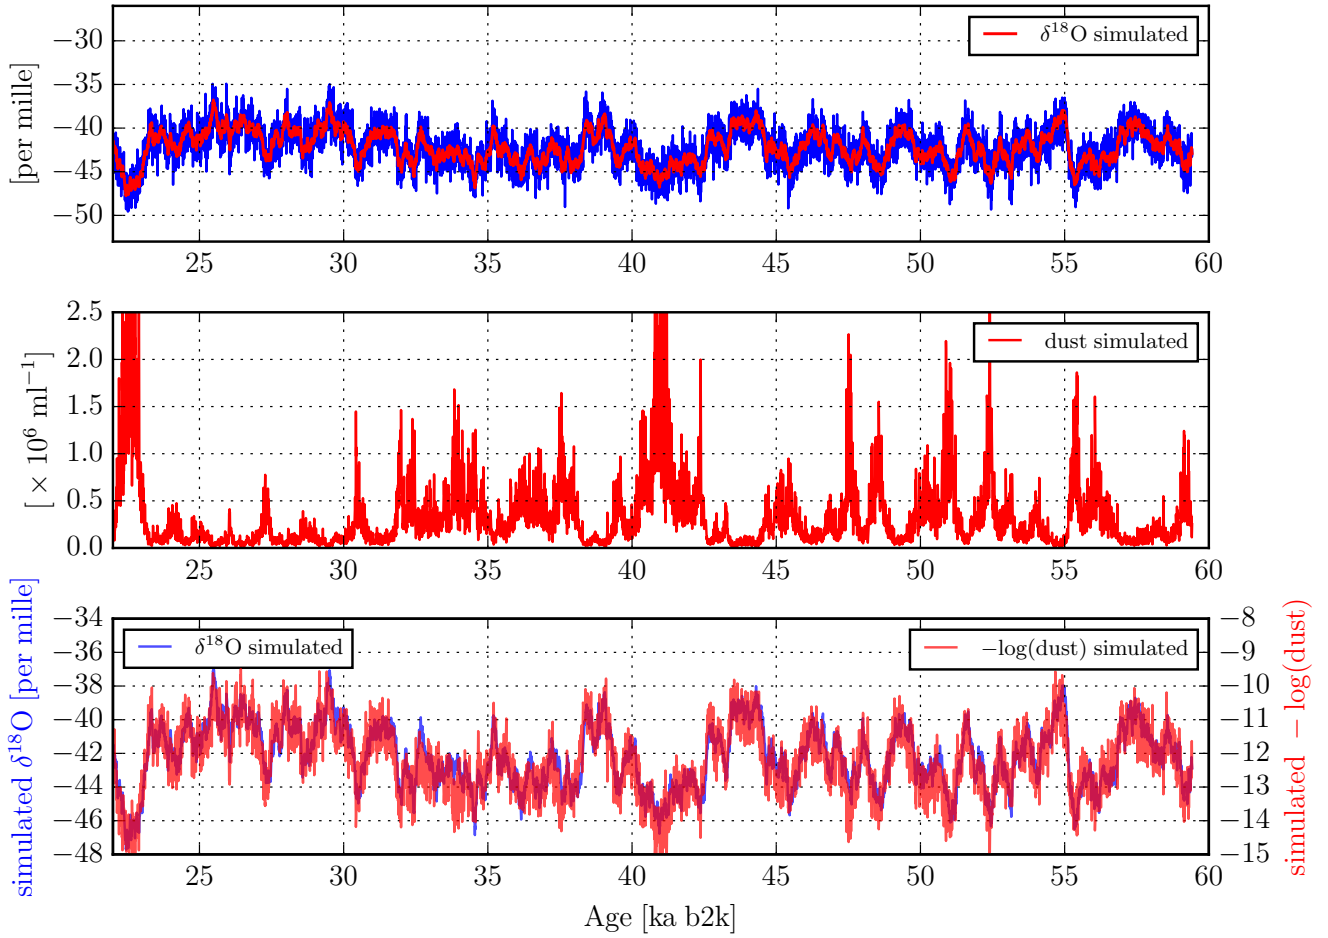 −30
−35
−40
−45
−50
[per mille]
δ¹⁸O simulated
25 30 35 40 45 50 55 60
2.5
2.0
1.5
1.0
0.5
0.0
[ × 10⁶ ml⁻¹]
dust simulated
25 30 35 40 45 50 55 60
−34
−36
−38
−40
−42
−44
−46
−48
simulated δ¹⁸O [per mille]
δ¹⁸O simulated
−log(dust) simulated
−8
−9
−10
−11
−12
−13
−14
−15
simulated − log(dust)
25 30 35 40 45 50 55 60
Age [ka b2k]